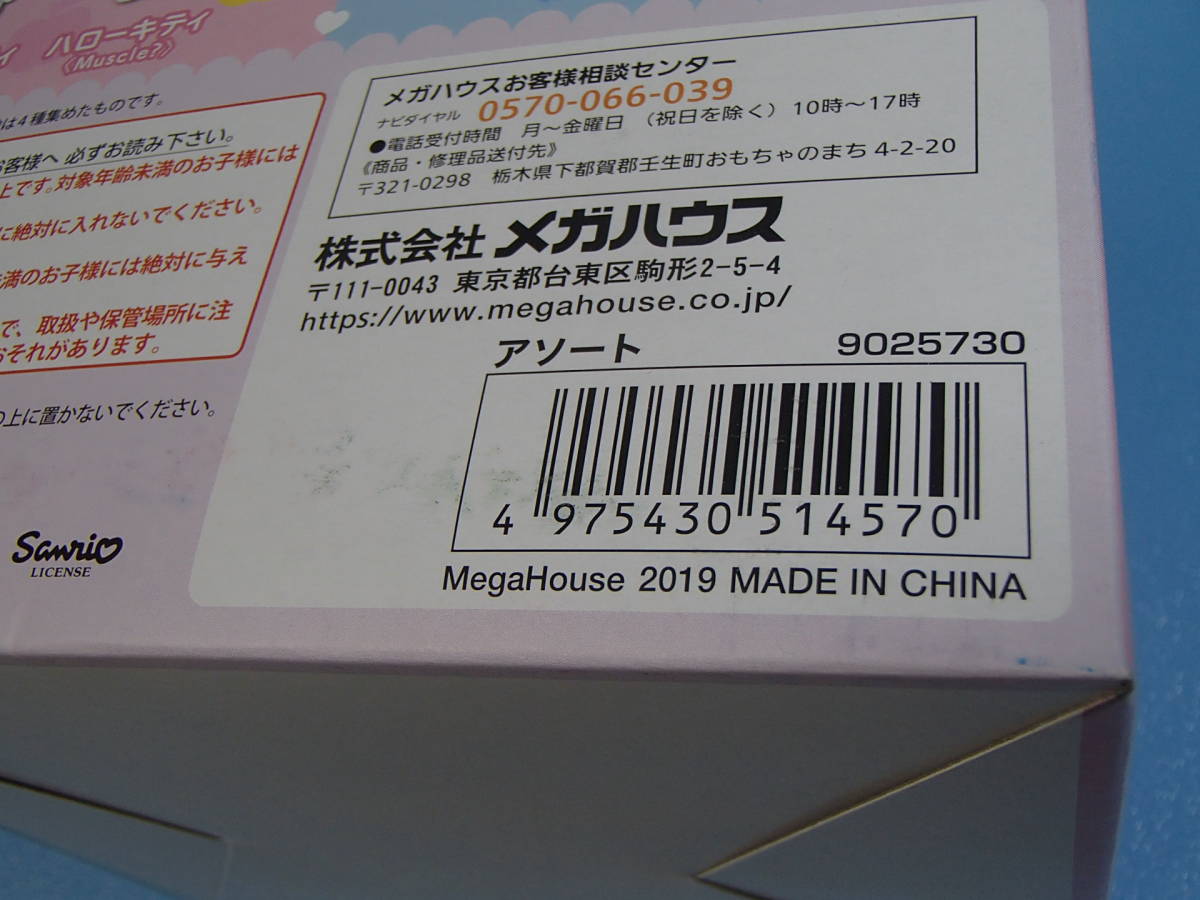 ハローキティ
〈Muscle?〉
は4種集めたものです。
お客様へ 必ずお読み下さい。
上です。対象年齢未満のお子様には
に絶対に入れないでください。
満のお子様には絶対に与え
で、取扱や保管場所に注
おそれがあります。
の上に置かないでください。
Sanrio
LICENSE
メガハウスお客様相談センター
ナビダイヤル 0570-066-039
●電話受付時間 月〜金曜日 (祝日を除く) 10時〜17時
《商品・修理品送付先》
〒321-0298 栃木県下都賀郡壬生町おもちゃのまち 4-2-20
株式会社 メガハウス
〒111-0043 東京都台東区駒形2-5-4
https://www.megahouse.co.jp/
アソート 9025730
4 975430 514570
MegaHouse 2019 MADE IN CHINA